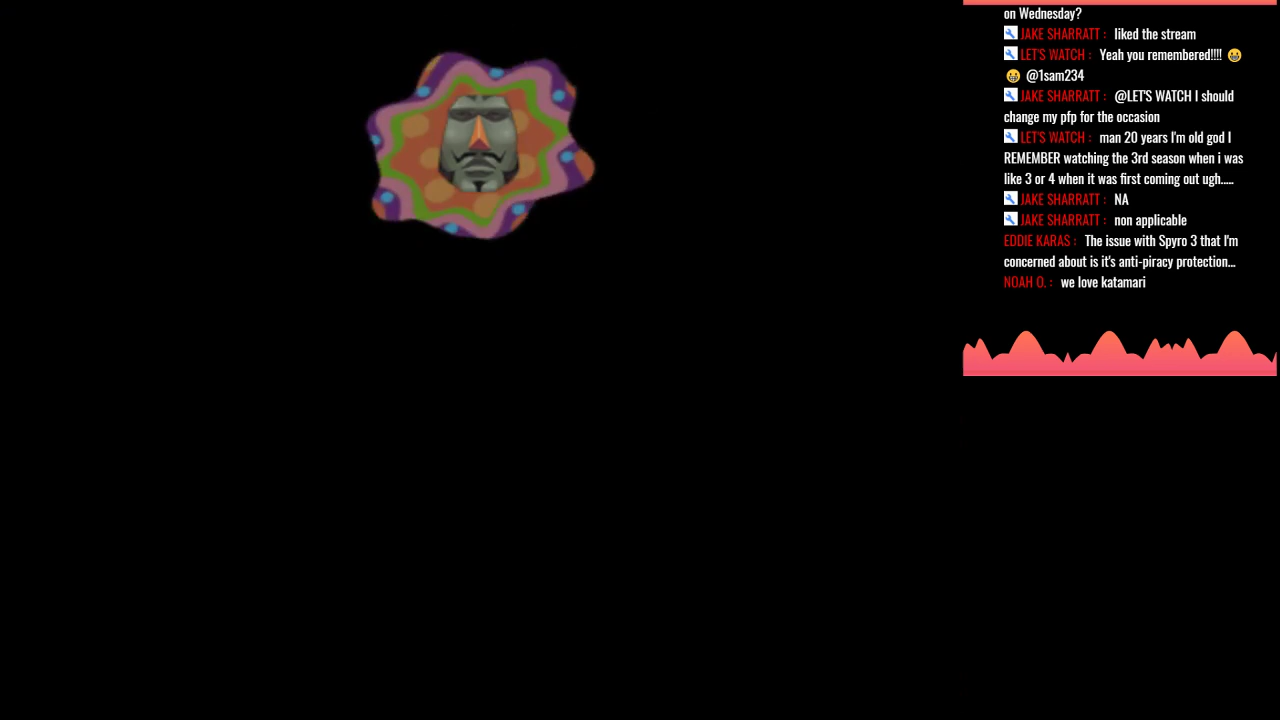 on Wednesday?
JAKE SHARRATT : liked the stream
LET'S WATCH : Yeah you remembered!!!! 😀
😀 @1sam234
JAKE SHARRATT : @LET'S WATCH I should
change my pfp for the occasion
LET'S WATCH : man 20 years I'm old god I
REMEMBER watching the 3rd season when i was
like 3 or 4 when it was first coming out ugh.....
JAKE SHARRATT : NA
JAKE SHARRATT : non applicable
EDDIE KARAS : The issue with Spyro 3 that I'm
concerned about is it's anti-piracy protection...
NOAH O. : we love katamari